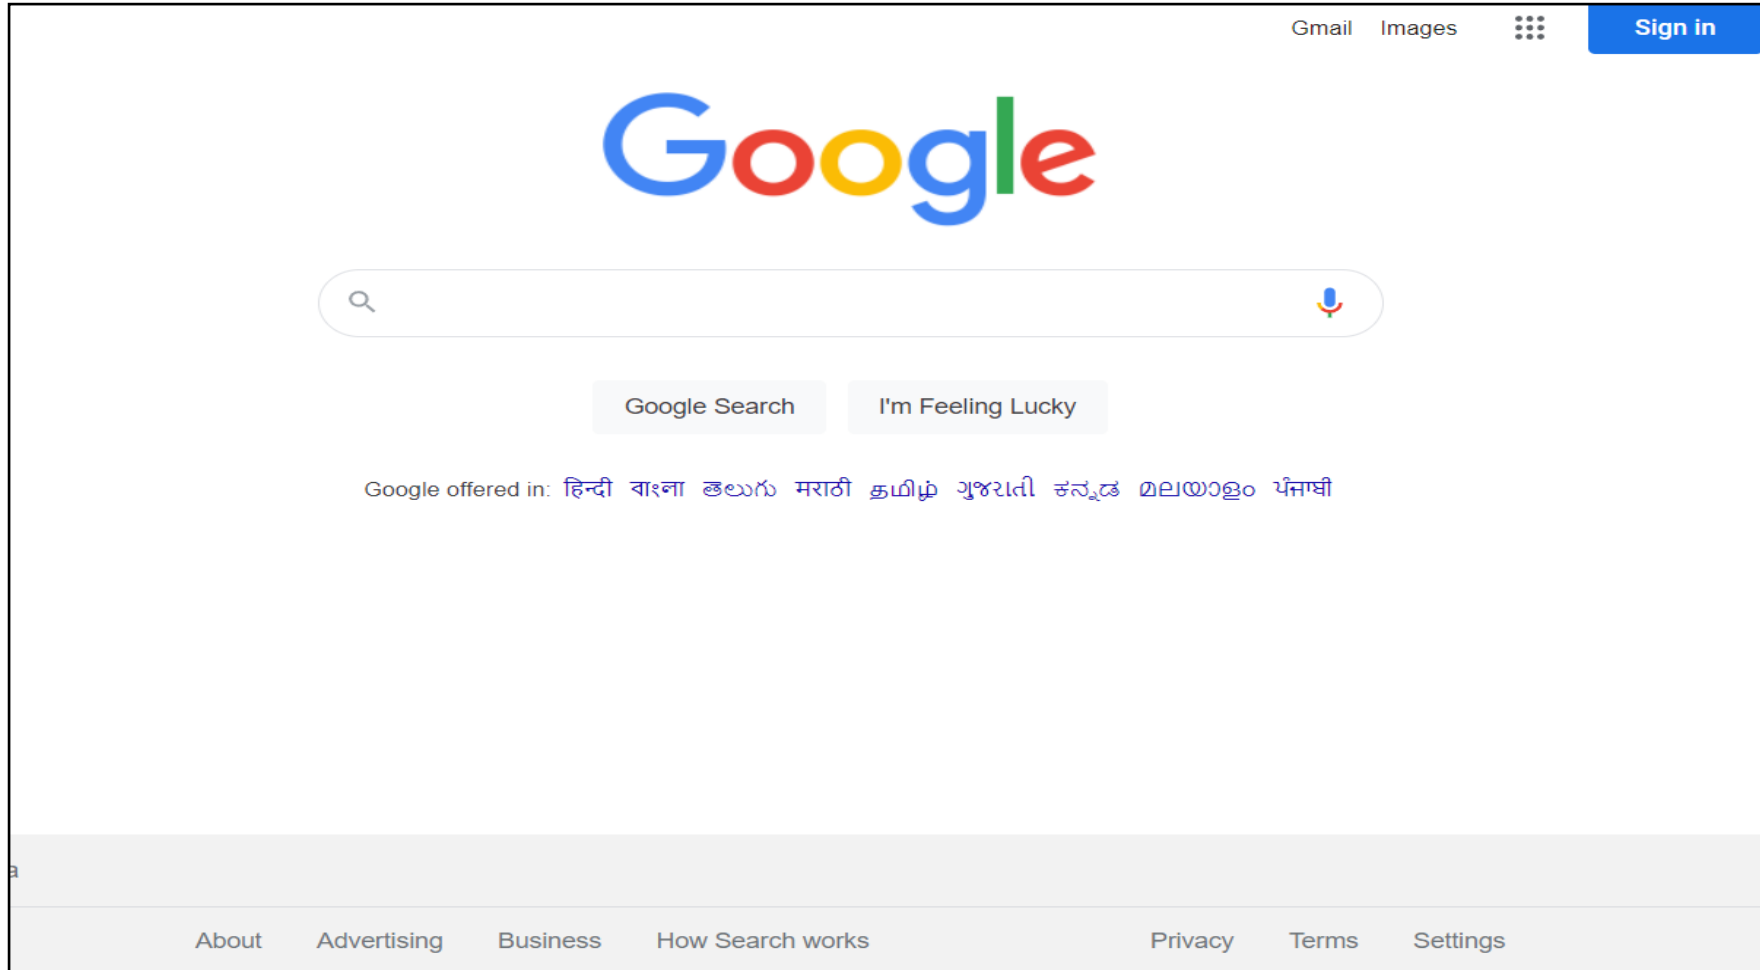 Gmail Images Sign in
Google
Google Search I'm Feeling Lucky
Google offered in: हिन्दी বাংলা తెలుగు मराठी தமிழ் ગુજરાતી ಕನ್ನಡ മലയാളം ਪੰਜਾਬੀ
a
About Advertising Business How Search works Privacy Terms Settings